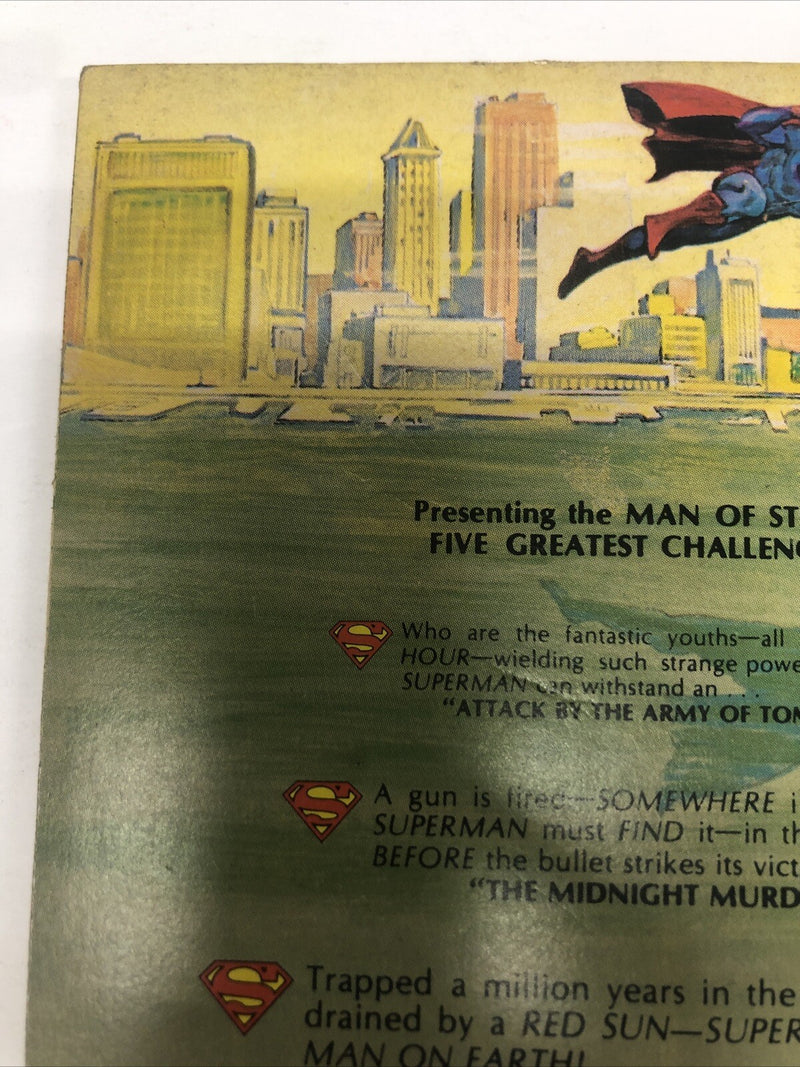 Presenting the MAN OF ST
FIVE GREATEST CHALLEN
Who are the fantastic youths—all
HOUR—wielding such strange powe
SUPERMAN can withstand an . . .
“ATTACK BY THE ARMY OF TOM
A gun is fired—SOMEWHERE i
SUPERMAN must FIND it—in th
BEFORE the bullet strikes its vict
“THE MIDNIGHT MURD
Trapped a million years in the
drained by a RED SUN—SUPER
MAN ON EARTH!